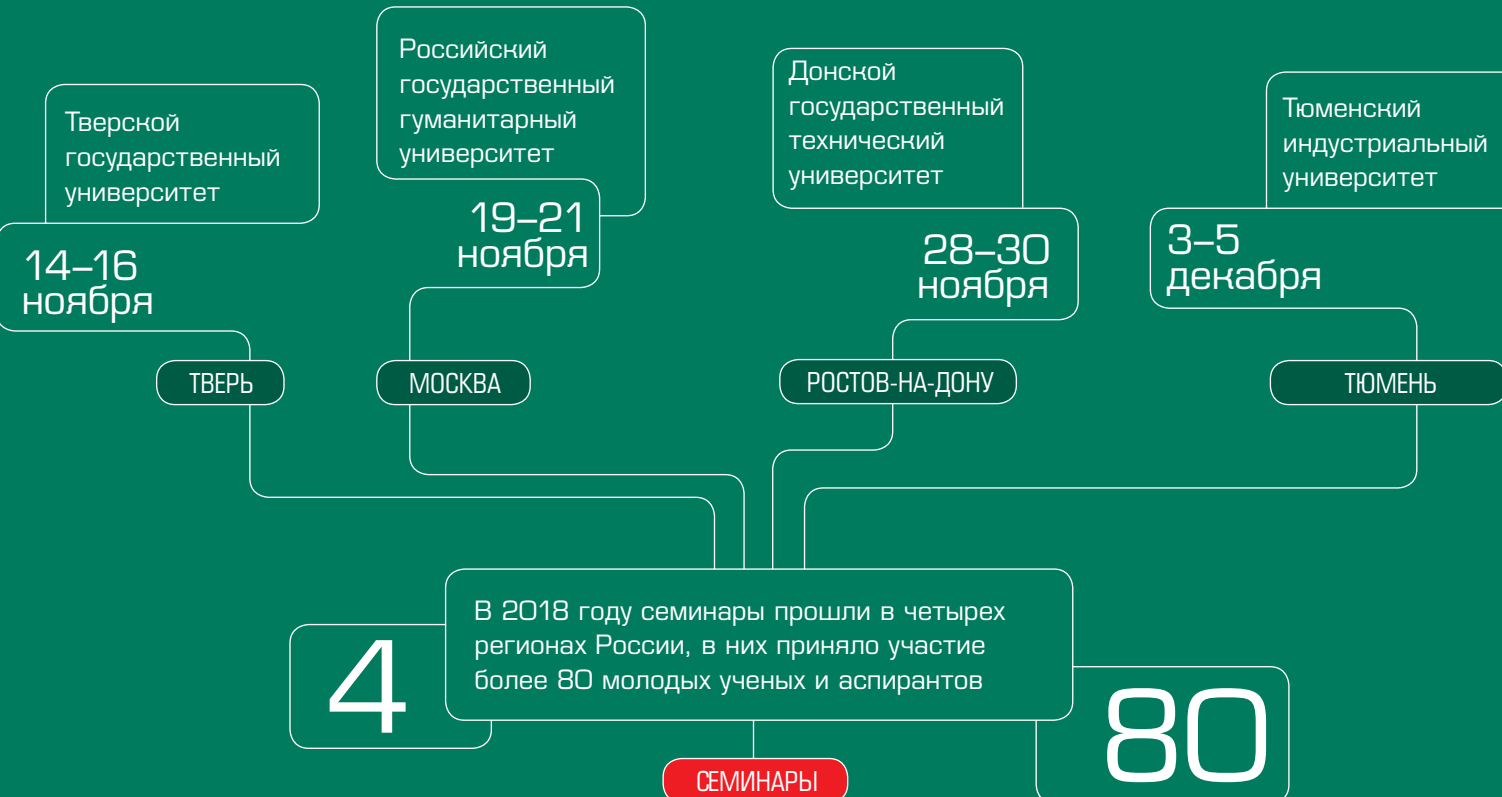 Тверской
государственный
университет
14–16
ноября
ТВЕРЬ
Российский
государственный
гуманитарный
университет
19–21
ноября
МОСКВА
Донской
государственный
технический
университет
28–30
ноября
РОСТОВ-НА-ДОНУ
Тюменский
индустриальный
университет
3–5
декабря
ТЮМЕНЬ
4
В 2018 году семинары прошли в четырех
регионах России, в них приняло участие
более 80 молодых ученых и аспирантов
80
СЕМИНАРЫ